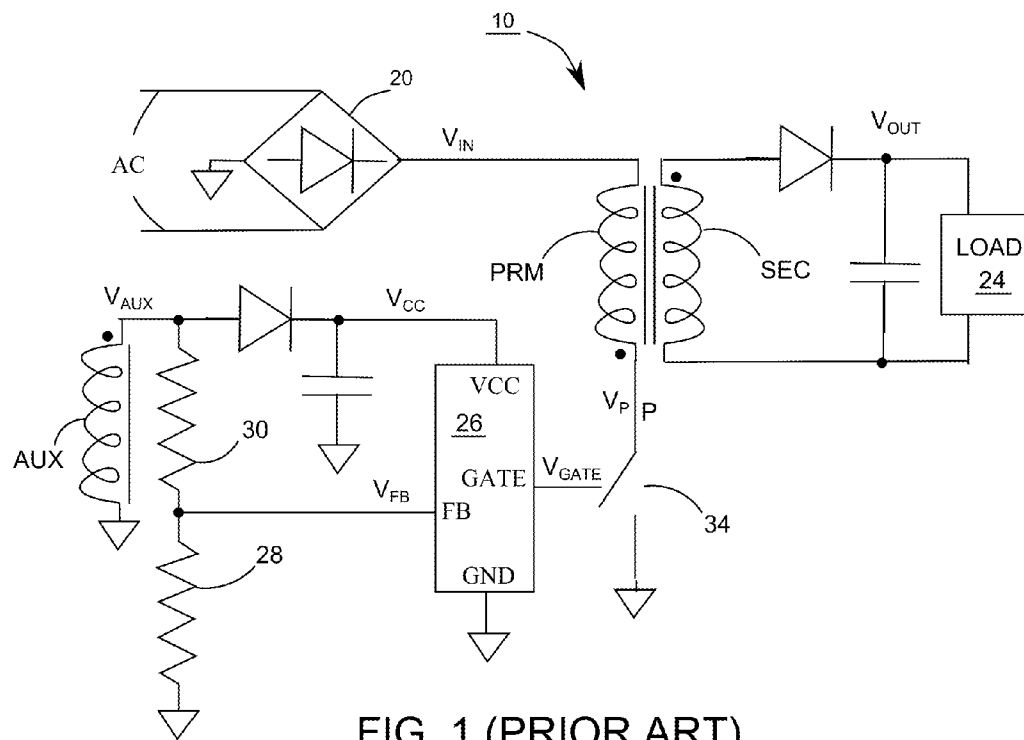 10
20
V_IN
V_OUT
AC
PRM
SEC
LOAD
24
V_AUX
V_CC
VCC
26
V_P
P
30
AUX
GATE
V_GATE
V_FB
FB
34
28
GND
FIG. 1 (PRIOR ART)